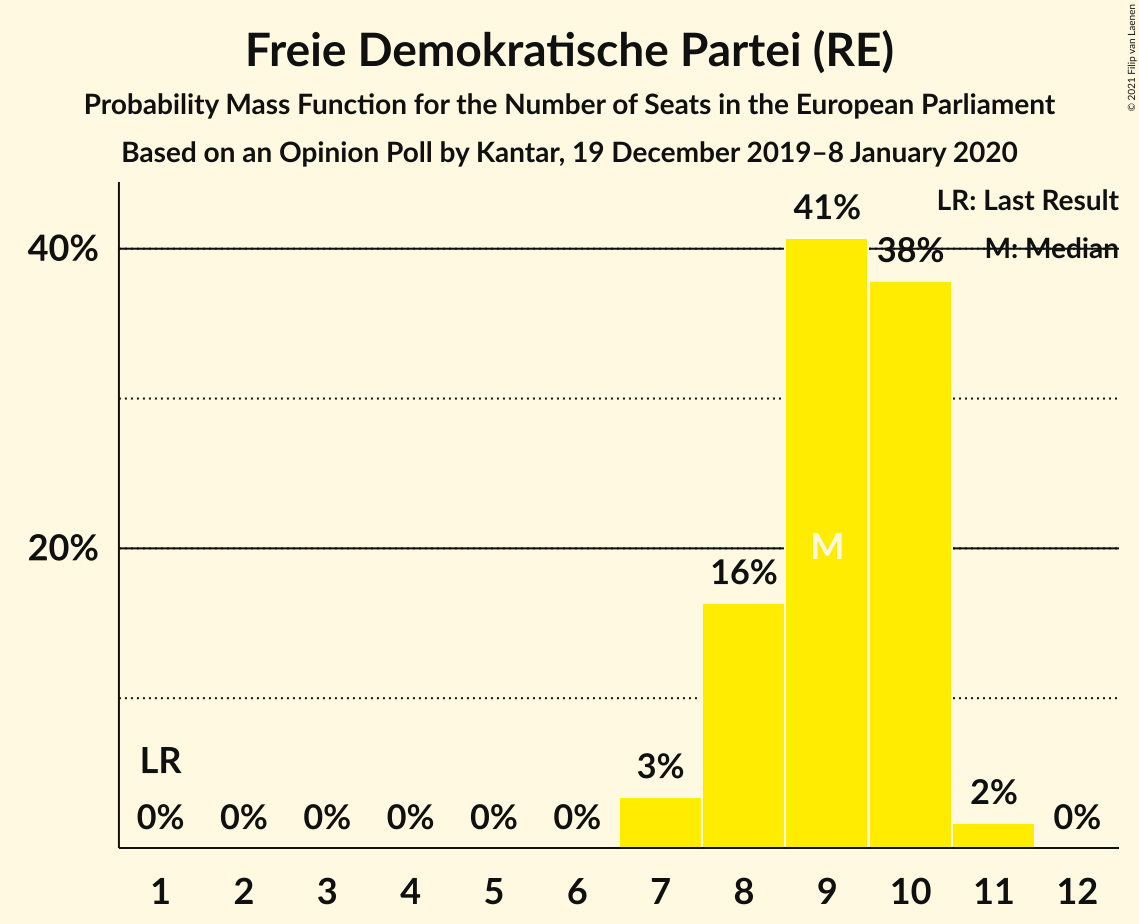 Freie Demokratische Partei (RE)
Probability Mass Function for the Number of Seats in the European Parliament
Based on an Opinion Poll by Kantar, 19 December 2019–8 January 2020
© 2021 Filip van Laenen
LR: Last Result
M: Median
40%
20%
LR
0%
0%
0%
0%
0%
0%
3%
16%
41%
M
38%
2%
0%
1 2 3 4 5 6 7 8 9 10 11 12